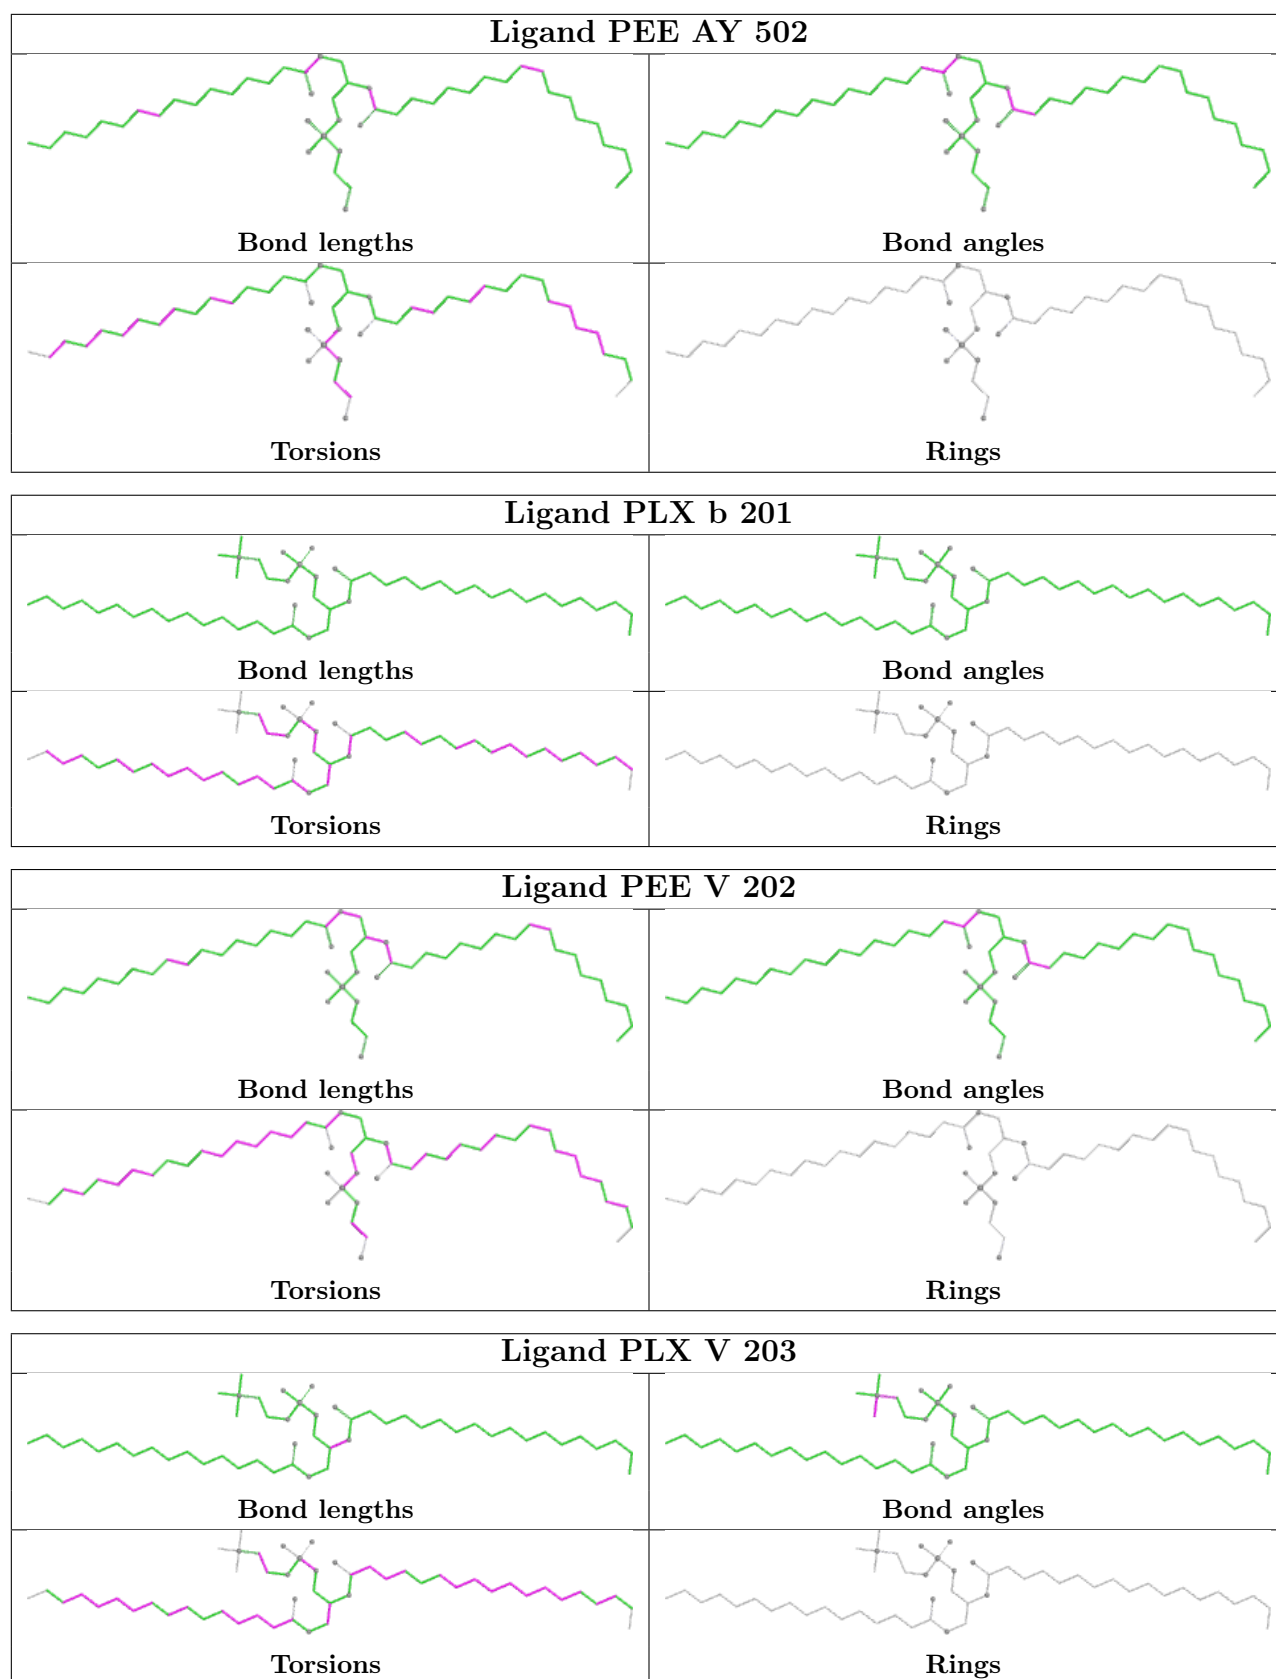 Ligand PEE AY 502
Bond lengths
Bond angles
Torsions
Rings
Ligand PLX b 201
Bond lengths
Bond angles
Torsions
Rings
Ligand PEE V 202
Bond lengths
Bond angles
Torsions
Rings
Ligand PLX V 203
Bond lengths
Bond angles
Torsions
Rings